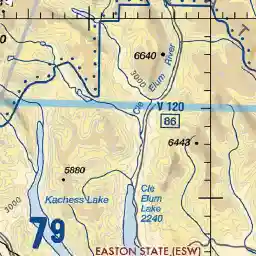 6640
3000
Cle Elum River
V 120
86
6443
5880
Kachess Lake
Cle
Elum
Lake
2240
3000
79
EASTON STATE (ESW)